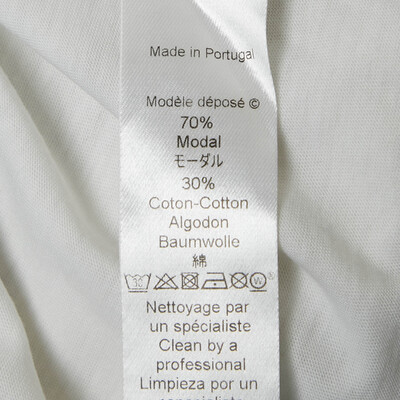 Made in Portugal
Modèle déposé ©
70%
Modal
モーダル
30%
Coton-Cotton
Algodon
Baumwolle
綿
Nettoyage par
un spécialiste
Clean by a
professional
Limpieza por
un especialista